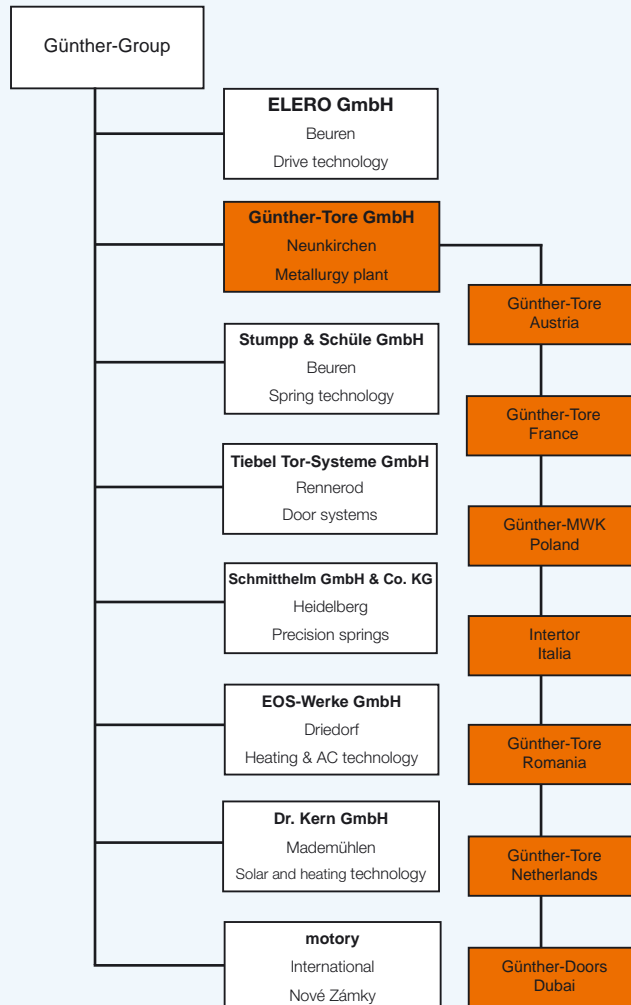 Günther-Group
ELERO GmbH
Beuren
Drive technology
Günther-Tore GmbH
Neunkirchen
Metallurgy plant
Stumpp & Schüle GmbH
Beuren
Spring technology
Tiebel Tor-Systeme GmbH
Rennerod
Door systems
Schmitthelm GmbH & Co. KG
Heidelberg
Precision springs
EOS-Werke GmbH
Driedorf
Heating & AC technology
Dr. Kern GmbH
Mademühlen
Solar and heating technology
motory
International
Nové Zámky
Günther-Tore
Austria
Günther-Tore
France
Günther-MWK
Poland
Intertor
Italia
Günther-Tore
Romania
Günther-Tore
Netherlands
Günther-Doors
Dubai